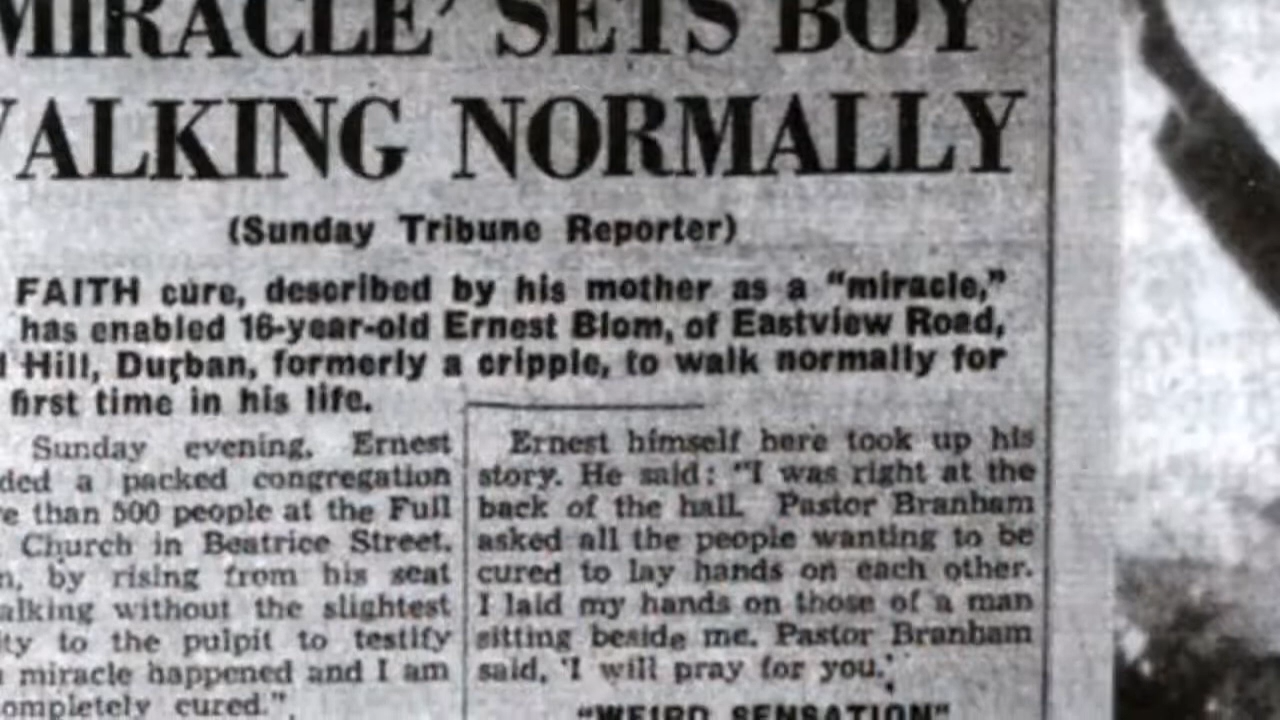 MIRACLE' SETS BOY
ALKING NORMALLY
(Sunday Tribune Reporter)
FAITH cure, described by his mother as a "miracle,"
has enabled 16-year-old Ernest Blom, of Eastview Road,
Hill, Durban, formerly a cripple, to walk normally for
first time in his life.
Sunday evening, Ernest
ded a packed congregation
e than 500 people at the Full
Church in Beatrice Street,
n, by rising from his seat
alking without the slightest
ty to the pulpit to testify
miracle happened and I am
ompletely cured."
Ernest himself here took up his
story. He said: "I was right at the
back of the hall. Pastor Branham
asked all the people wanting to be
cured to lay hands on each other.
I laid my hands on those of a man
sitting beside me. Pastor Branham
said, 'I will pray for you.'
"WEIRD SENSATION"